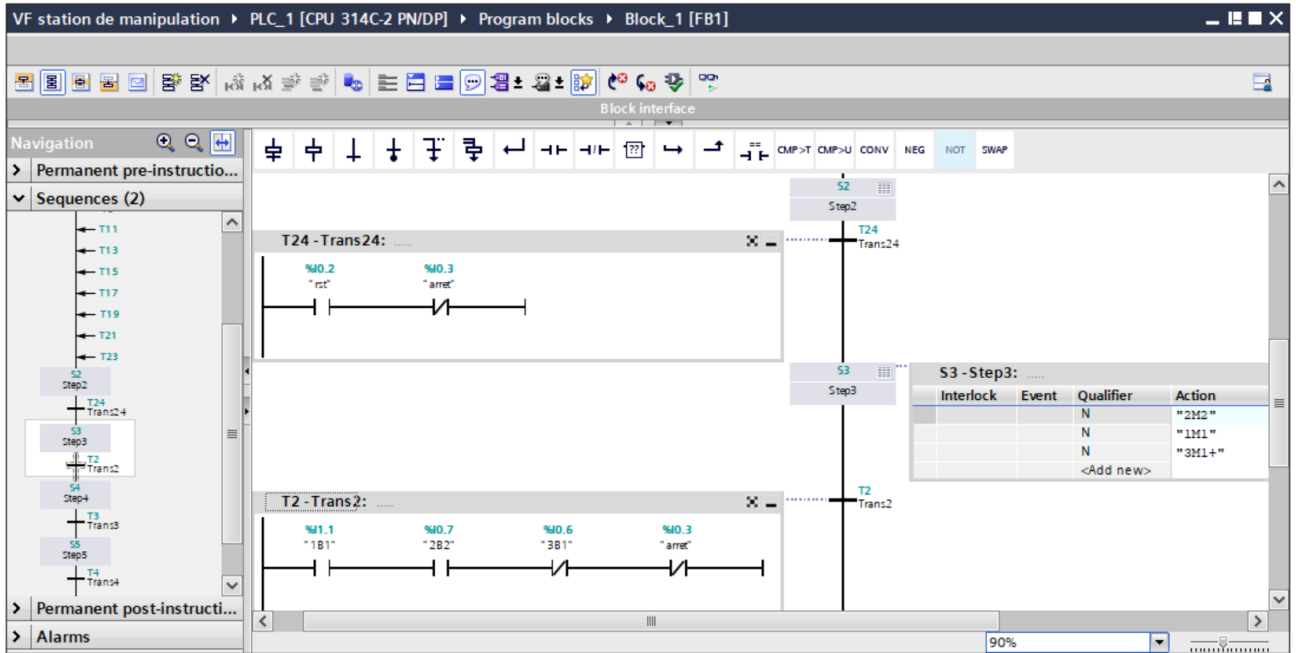 VF station de manipulation ▸ PLC_1 [CPU 314C-2 PN/DP] ▸ Program blocks ▸ Block_1 [FB1]
Block interface
Navigation
CMP>T CMP>U CONV NEG NOT SWAP
Permanent pre-instructio...
Sequences (2)
T11
T13
T15
T17
T19
T21
T23
S2
Step2
T24
Trans24
S3
Step3
T2
Trans2
S4
Step4
T3
Trans3
S5
Step5
T4
Trans4
Permanent post-instructi...
Alarms
S2
Step2
T24
Trans24
T24 - Trans24: .....
%I0.2 %I0.3
"rst" "arret"
S3
Step3
S3 - Step3: .....
Interlock Event Qualifier Action
N "2M2"
N "1M1"
N "3M1+"
<Add new>
T2
Trans2
T2 - Trans2: .....
%I1.1 %I0.7 %I0.6 %I0.3
"1B1" "2B2" "3B1" "arret"
90%